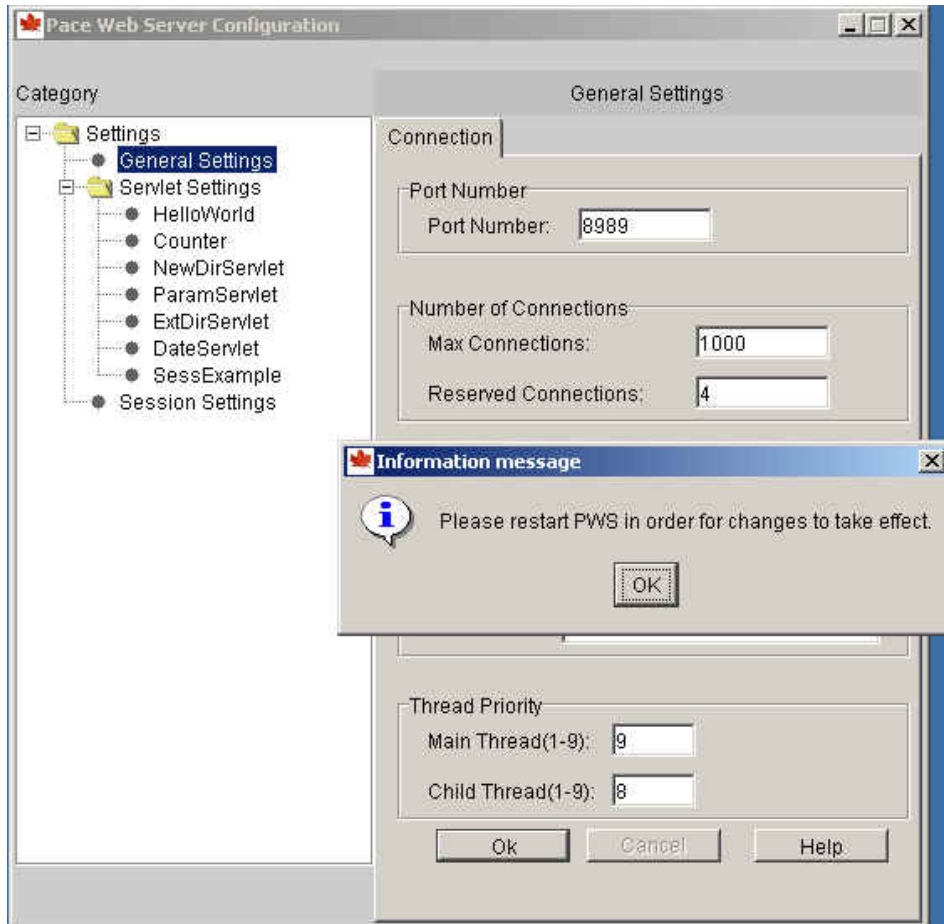 Pace Web Server Configuration
Category
Settings
General Settings
Servlet Settings
HelloWorld
Counter
NewDirServlet
ParamServlet
ExtDirServlet
DateServlet
SessExample
Session Settings
General Settings
Connection
Port Number
Port Number: 8989
Number of Connections
Max Connections: 1000
Reserved Connections: 4
Information message
Please restart PWS in order for changes to take effect.
OK
Thread Priority
Main Thread(1-9): 9
Child Thread(1-9): 8
Ok Cancel Help